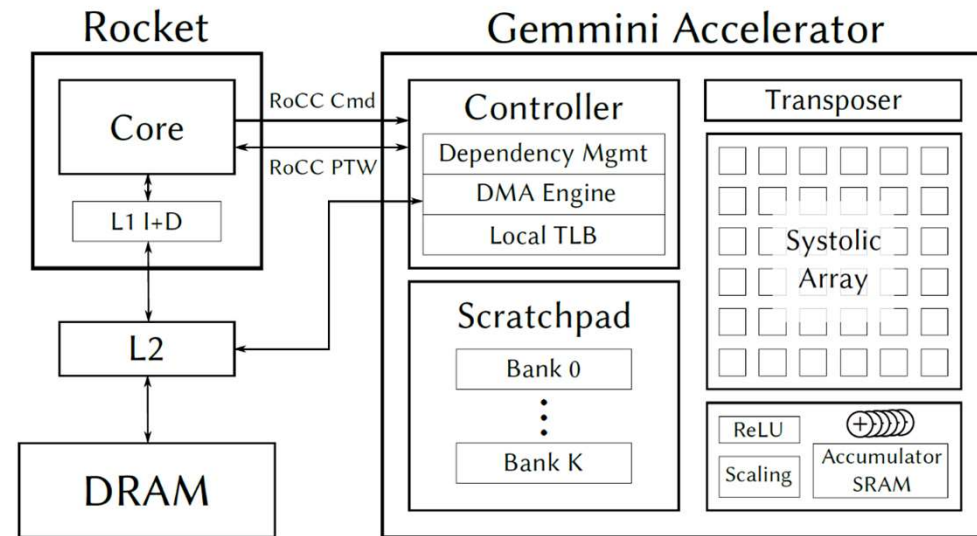 Rocket
Gemmini Accelerator
Core
RoCC Cmd
RoCC PTW
L1 I+D
L2
DRAM
Controller
Dependency Mgmt
DMA Engine
Local TLB
Scratchpad
Bank 0
Bank K
Transposer
Systolic
Array
ReLU
+
Scaling
Accumulator
SRAM